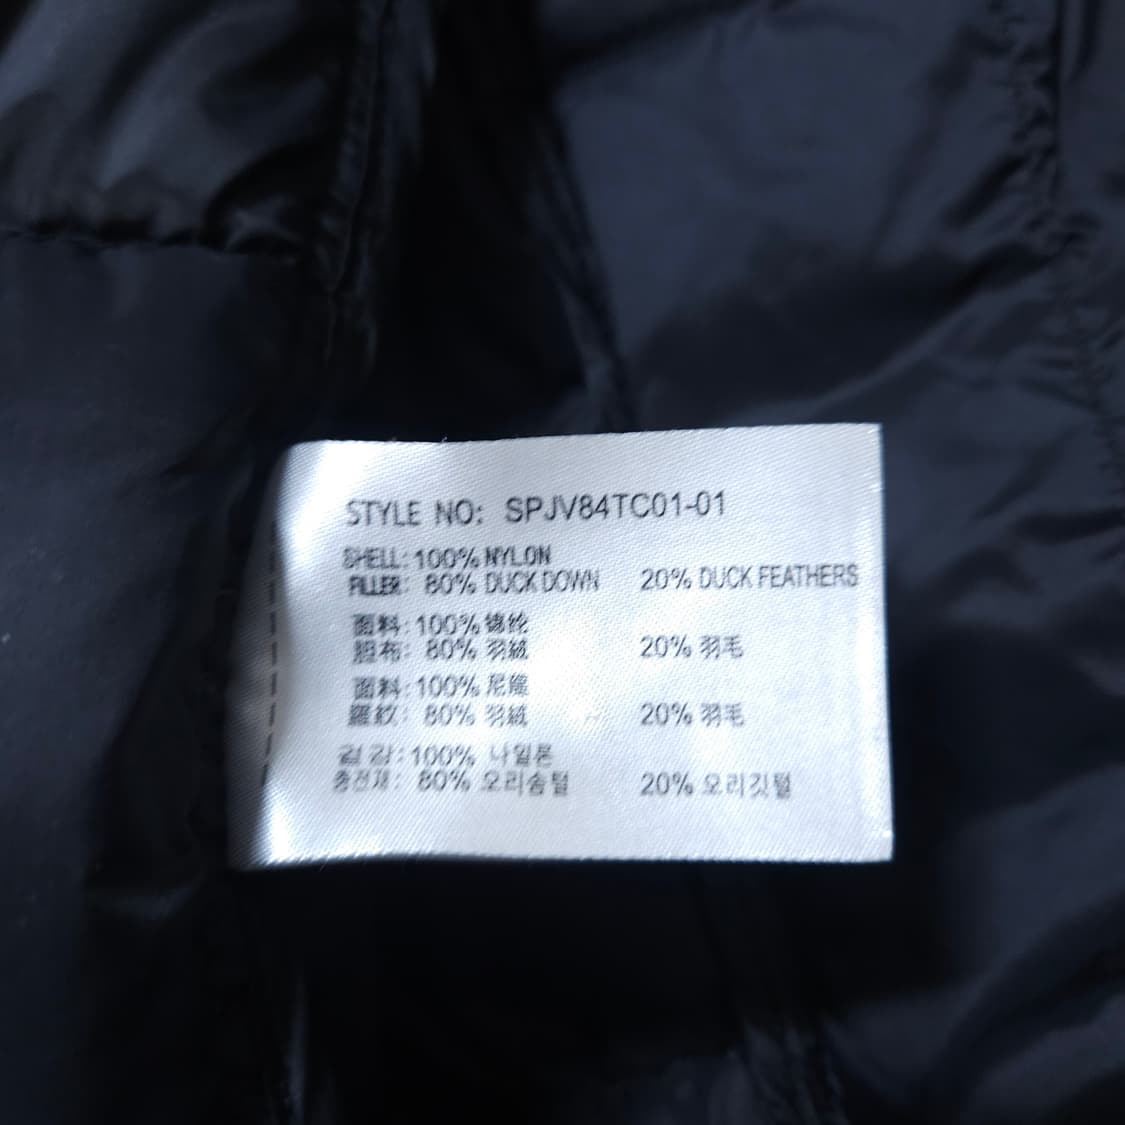 STYLE NO: SPJV84TC01-01
SHELL: 100% NYLON
FILLER: 80% DUCK DOWN 20% DUCK FEATHERS
面料: 100% 锦纶
胆布: 80% 羽絨 20% 羽毛
面料: 100% 尼龍
羅紋: 80% 羽絨 20% 羽毛
겉 감: 100% 나일론
충전재: 80% 오리솜털 20% 오리깃털